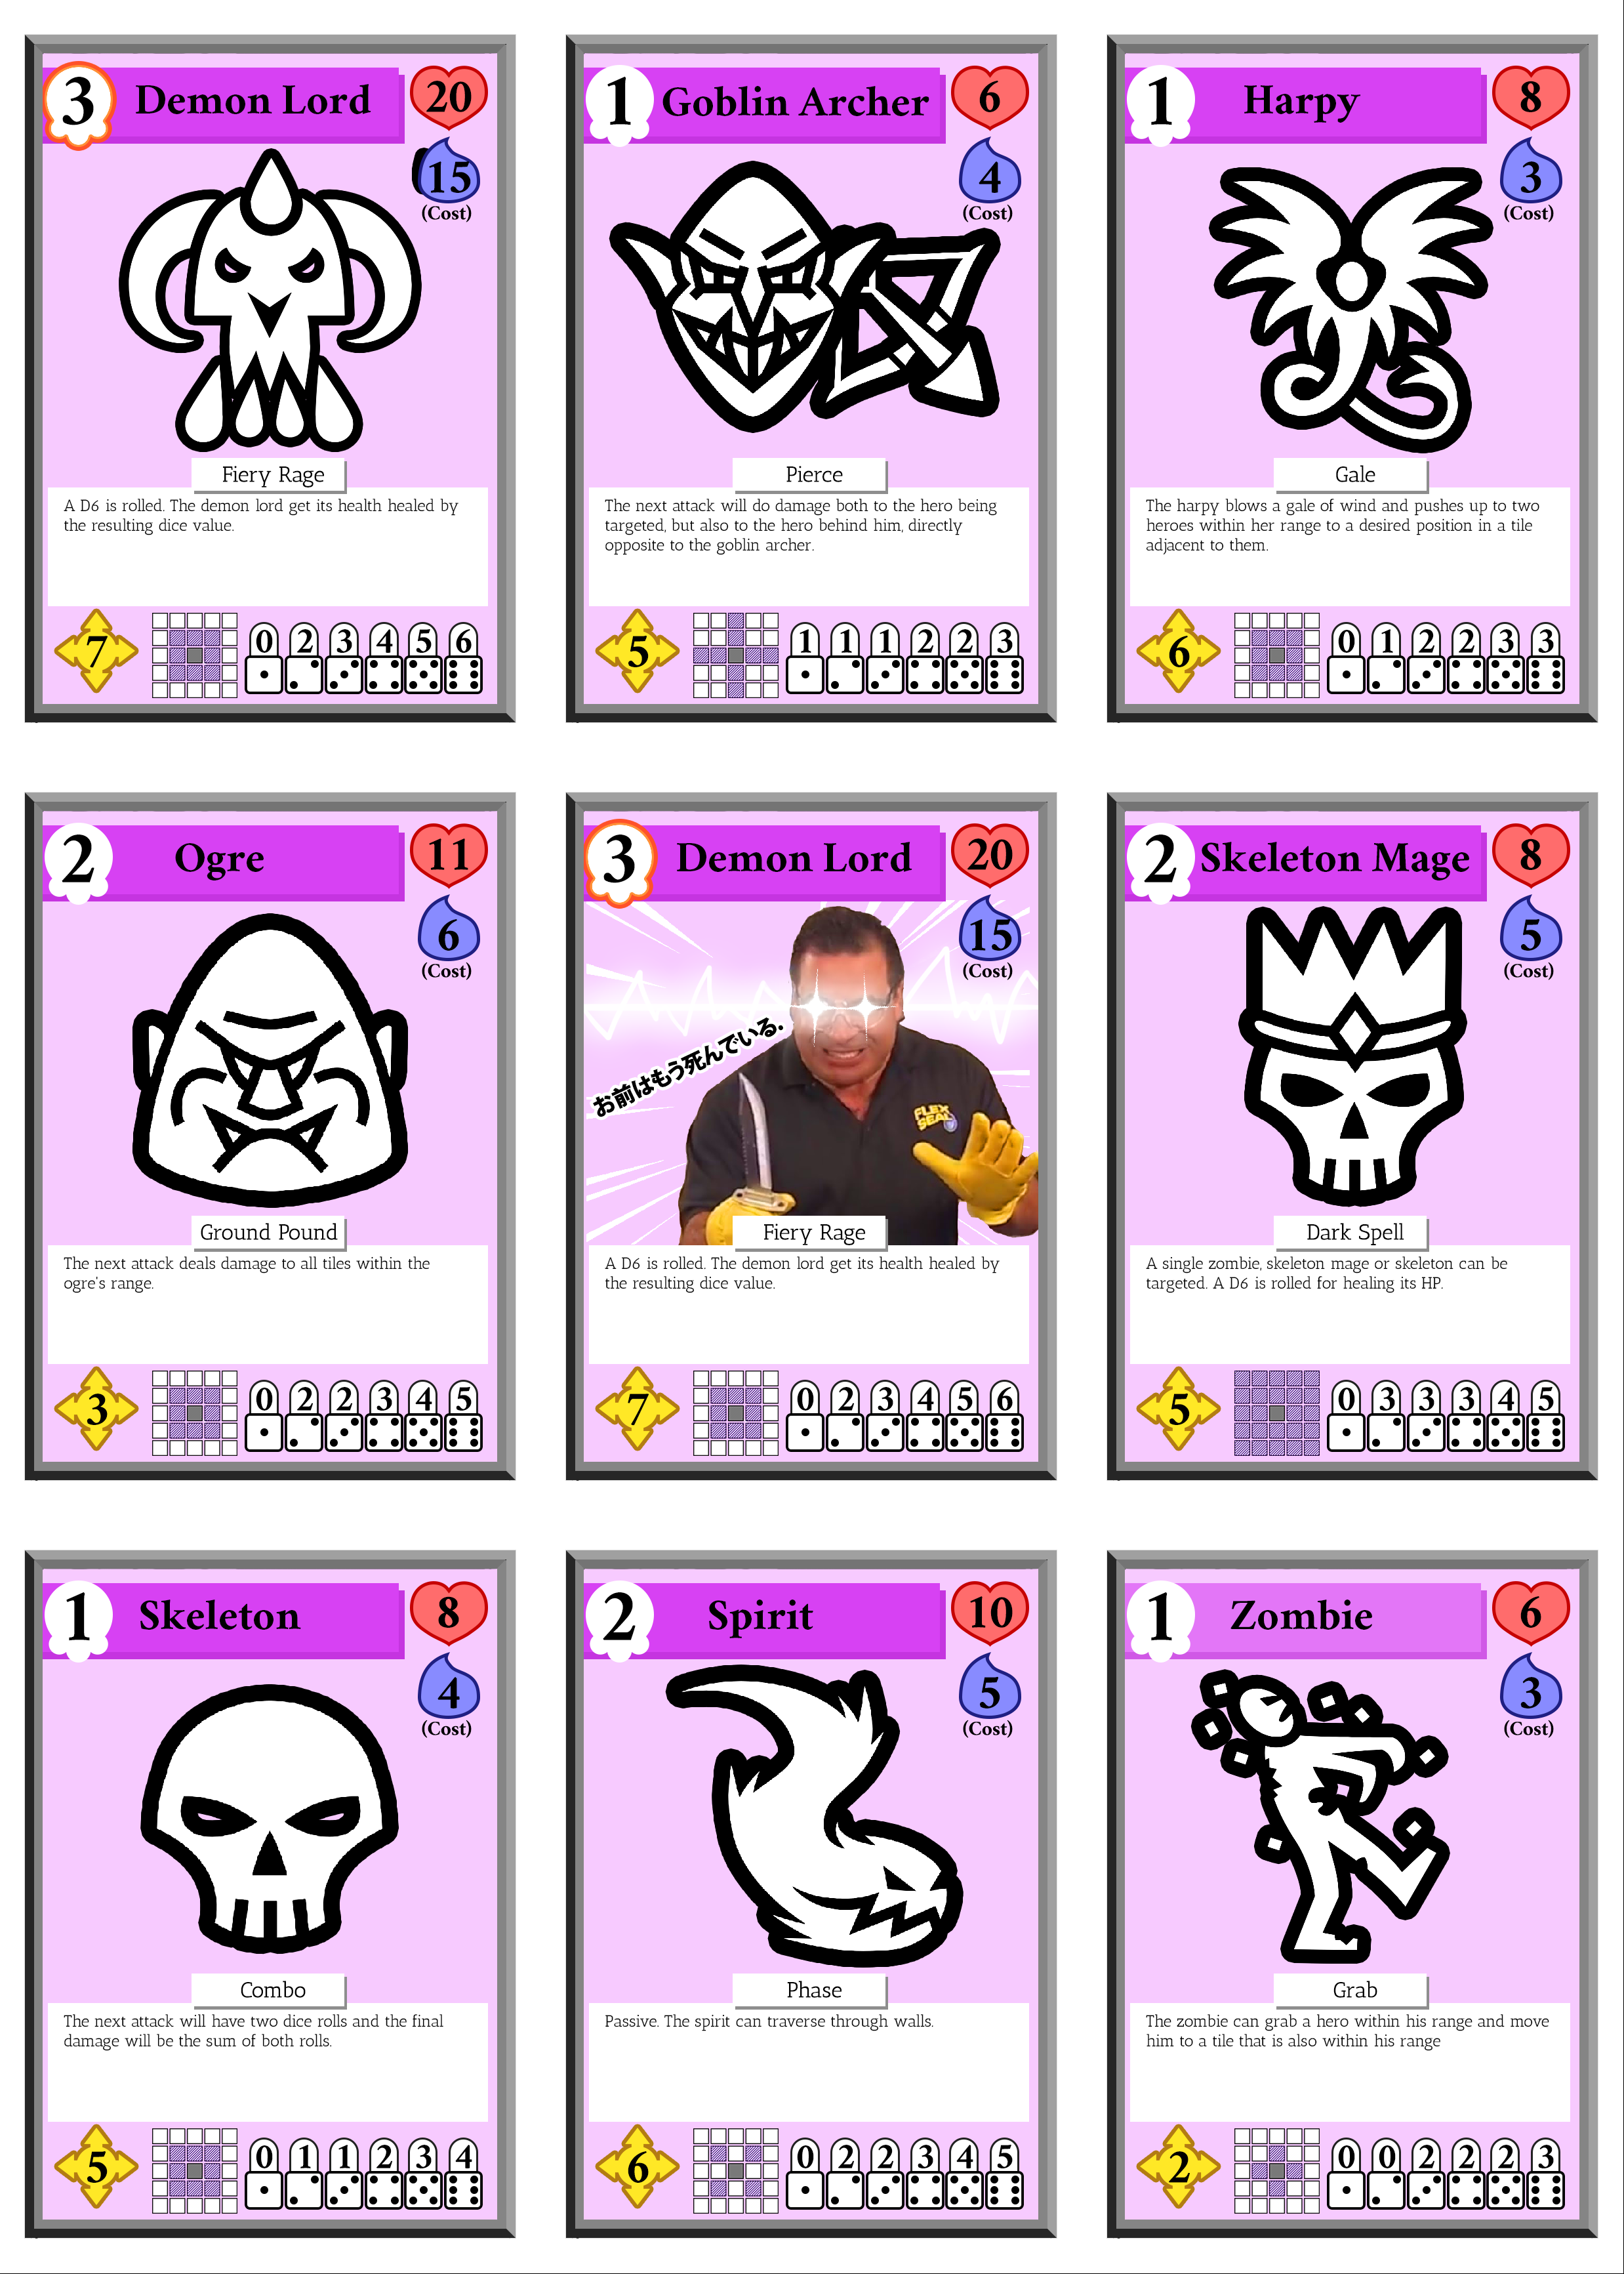 3 Demon Lord 20
15
(Cost)
Fiery Rage
A D6 is rolled. The demon lord get its health healed by
the resulting dice value.
7 0 2 3 4 5 6
1 Goblin Archer 6
4
(Cost)
Pierce
The next attack will do damage both to the hero being
targeted, but also to the hero behind him, directly
opposite to the goblin archer.
5 1 1 1 2 2 3
1 Harpy 8
3
(Cost)
Gale
The harpy blows a gale of wind and pushes up to two
heroes within her range to a desired position in a tile
adjacent to them.
6 0 1 2 2 3 3
2 Ogre 11
6
(Cost)
Ground Pound
The next attack deals damage to all tiles within the
ogre's range.
3 0 2 2 3 4 5
3 Demon Lord 20
15
(Cost)
お前はもう死んでいる.
FLEX
SEAL
Fiery Rage
A D6 is rolled. The demon lord get its health healed by
the resulting dice value.
7 0 2 3 4 5 6
2 Skeleton Mage 8
5
(Cost)
Dark Spell
A single zombie, skeleton mage or skeleton can be
targeted. A D6 is rolled for healing its HP.
5 0 3 3 3 4 5
1 Skeleton 8
4
(Cost)
Combo
The next attack will have two dice rolls and the final
damage will be the sum of both rolls.
5 0 1 1 2 3 4
2 Spirit 10
5
(Cost)
Phase
Passive. The spirit can traverse through walls.
6 0 2 2 3 4 5
1 Zombie 6
3
(Cost)
Grab
The zombie can grab a hero within his range and move
him to a tile that is also within his range
2 0 0 2 2 2 3